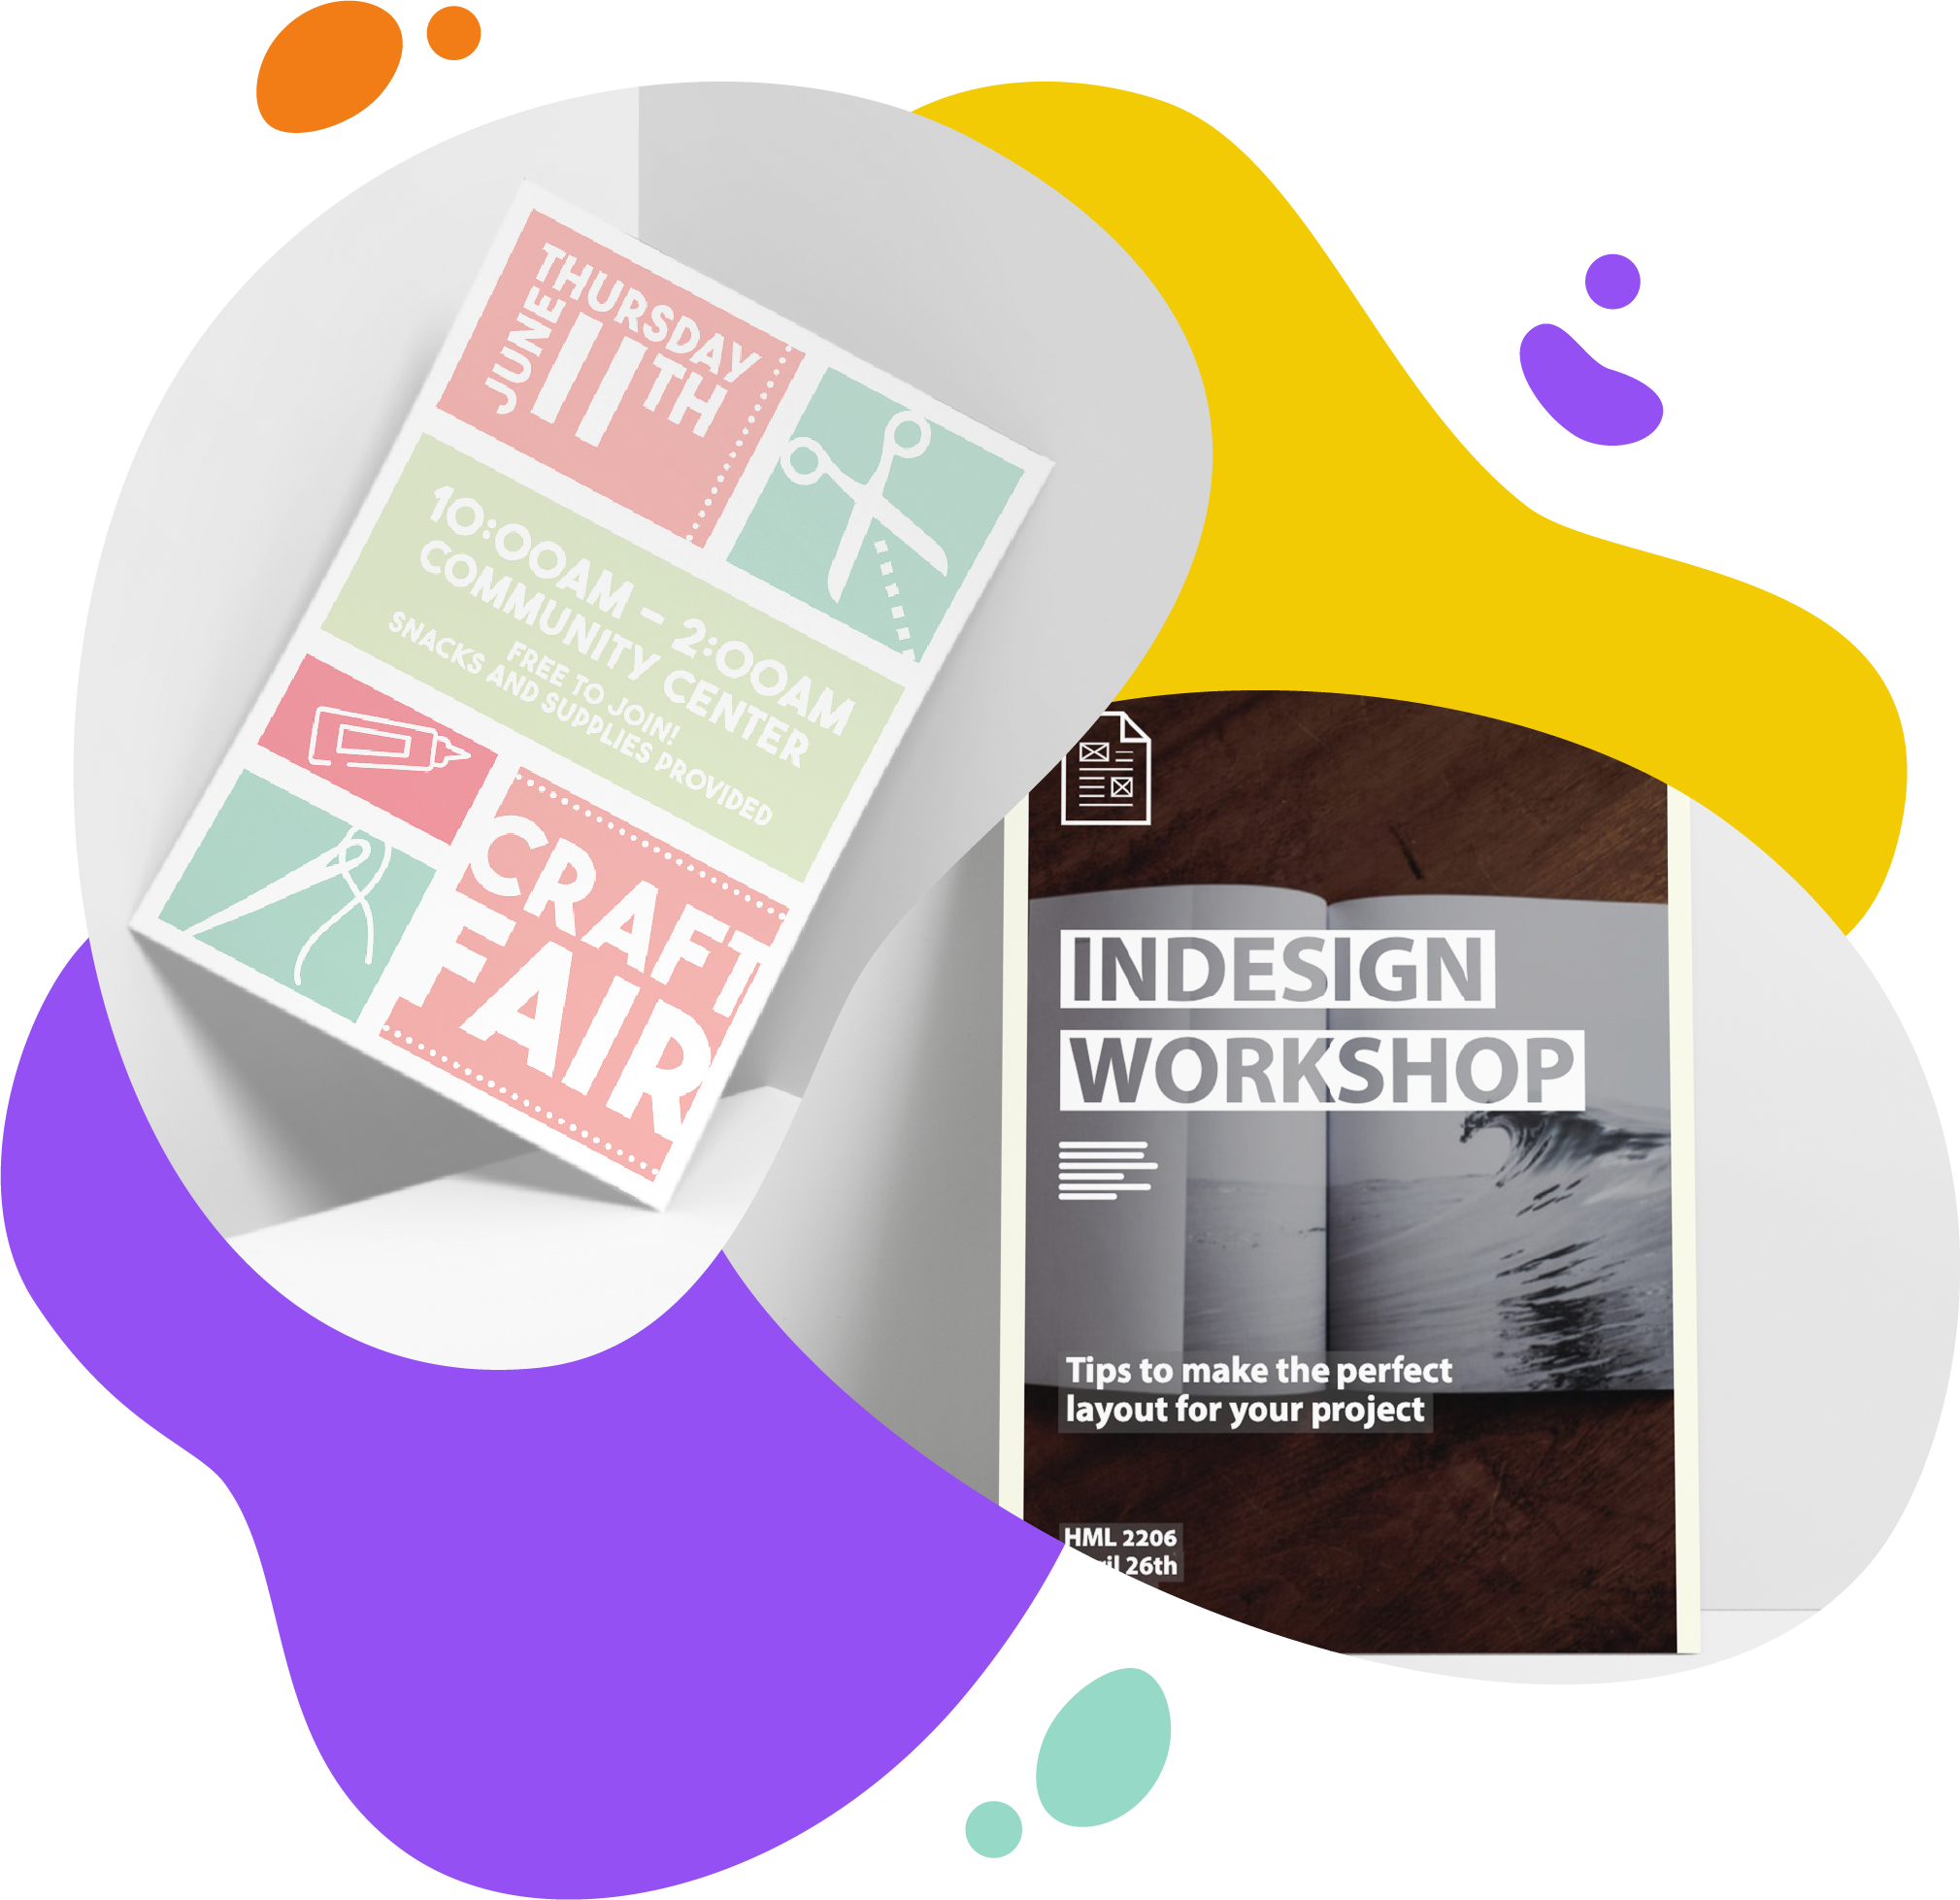 THURSDAY
JUNE
11TH
10:00AM - 2:00AM
COMMUNITY CENTER
FREE TO JOIN!
SNACKS AND SUPPLIES PROVIDED
CRAFT
FAIR
INDESIGN
WORKSHOP
Tips to make the perfect
layout for your project
HML 2206
26th